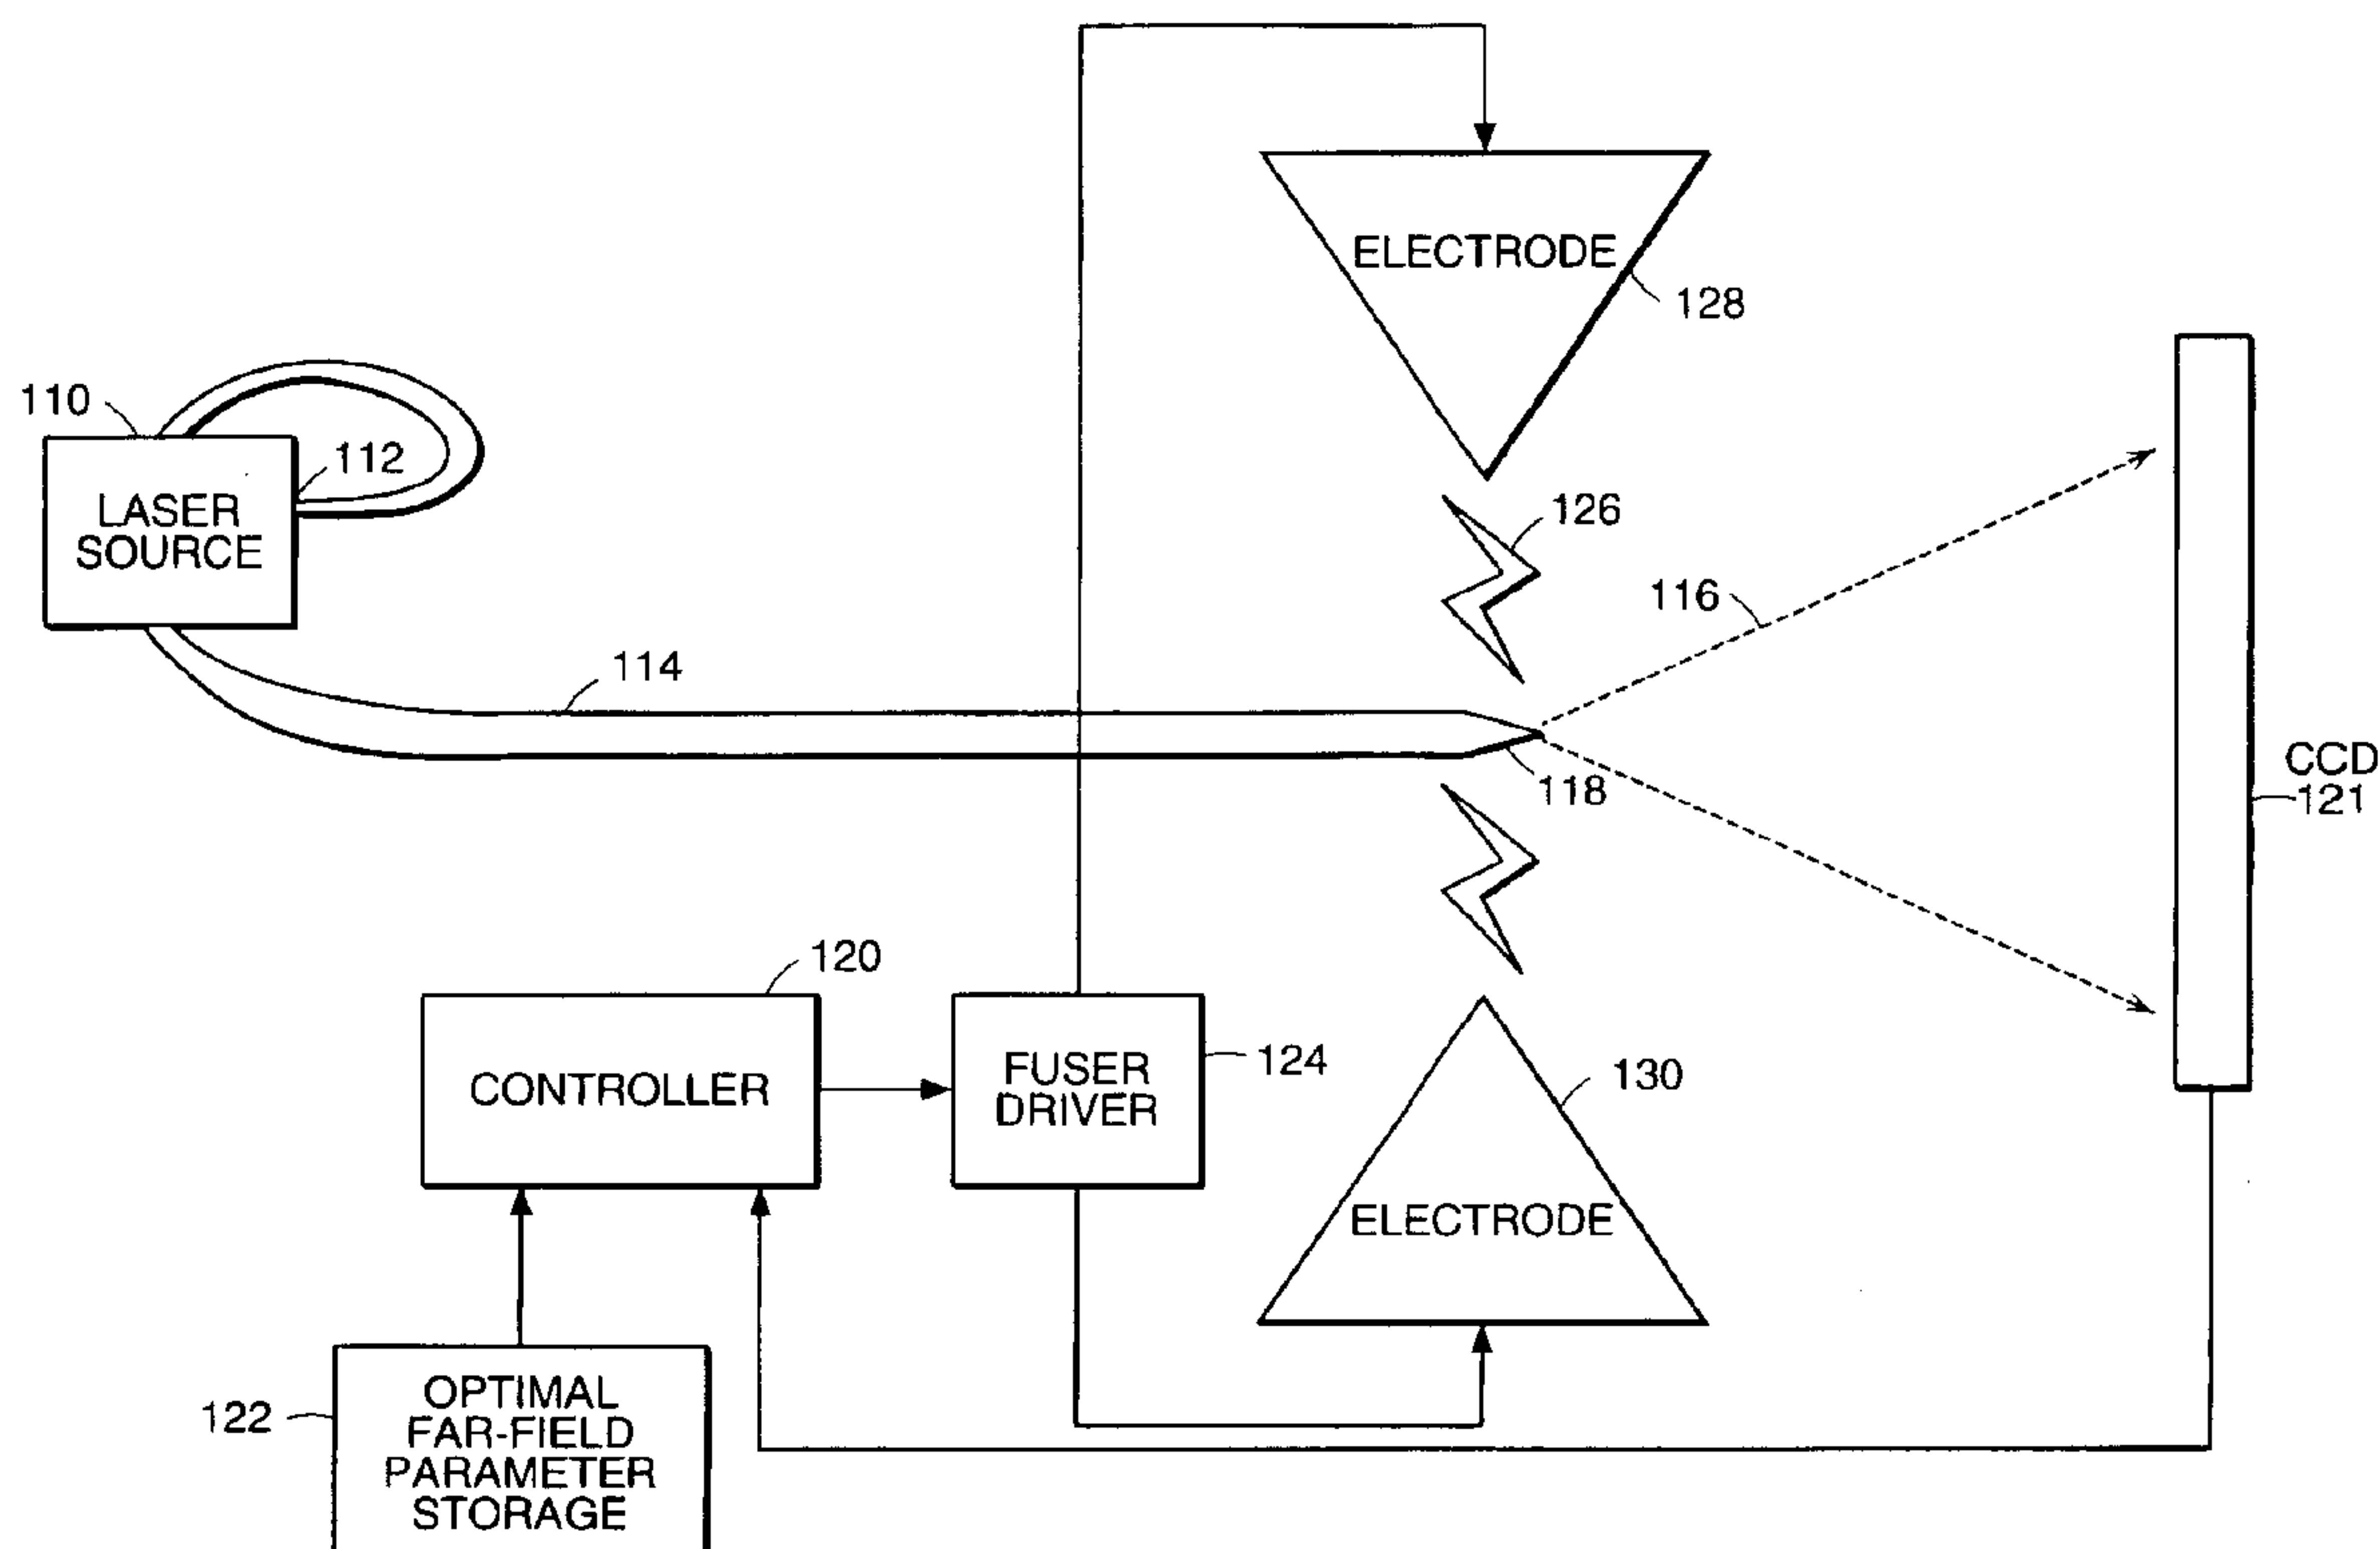 ELECTRODE
128
110
112
LASER
SOURCE
126
116
114
118
CCD
121
120
CONTROLLER
FUSER
DRIVER
124
130
ELECTRODE
122
OPTIMAL
FAR-FIELD
PARAMETER
STORAGE